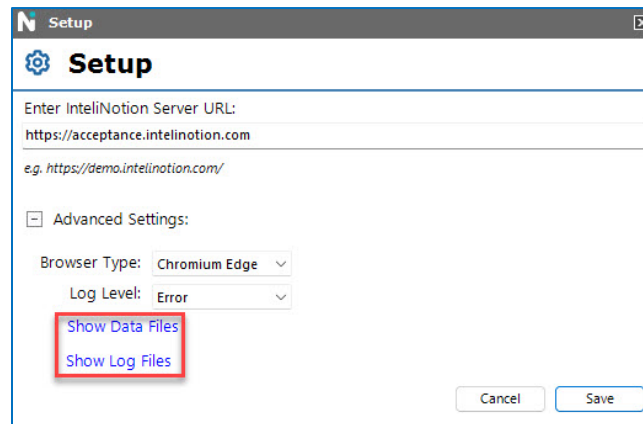 Setup
Setup
Enter InteliNotion Server URL:
https://acceptance.intelinotion.com
e.g. https://demo.intelinotion.com/
Advanced Settings:
Browser Type: Chromium Edge
Log Level: Error
Show Data Files
Show Log Files
Cancel Save